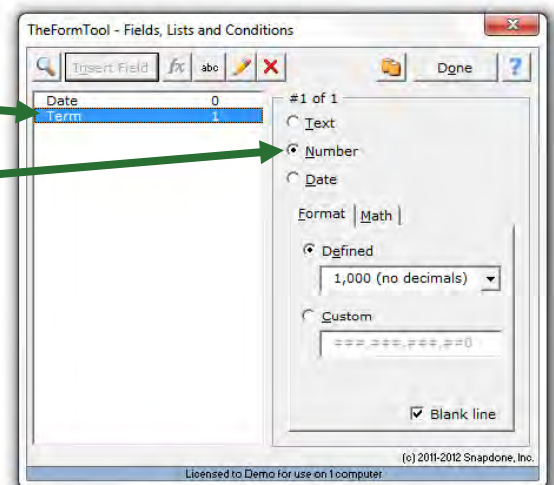 TheFormTool - Fields, Lists and Conditions
Insert Field fx abc Done ?
Date 0
Term 1
#1 of 1
Text
Number
Date
Format Math
Defined
1,000 (no decimals)
Custom
###,###,###,##0
Blank line
(c) 2011-2012 Snapdone, Inc.
Licensed to Demo for use on 1 computer